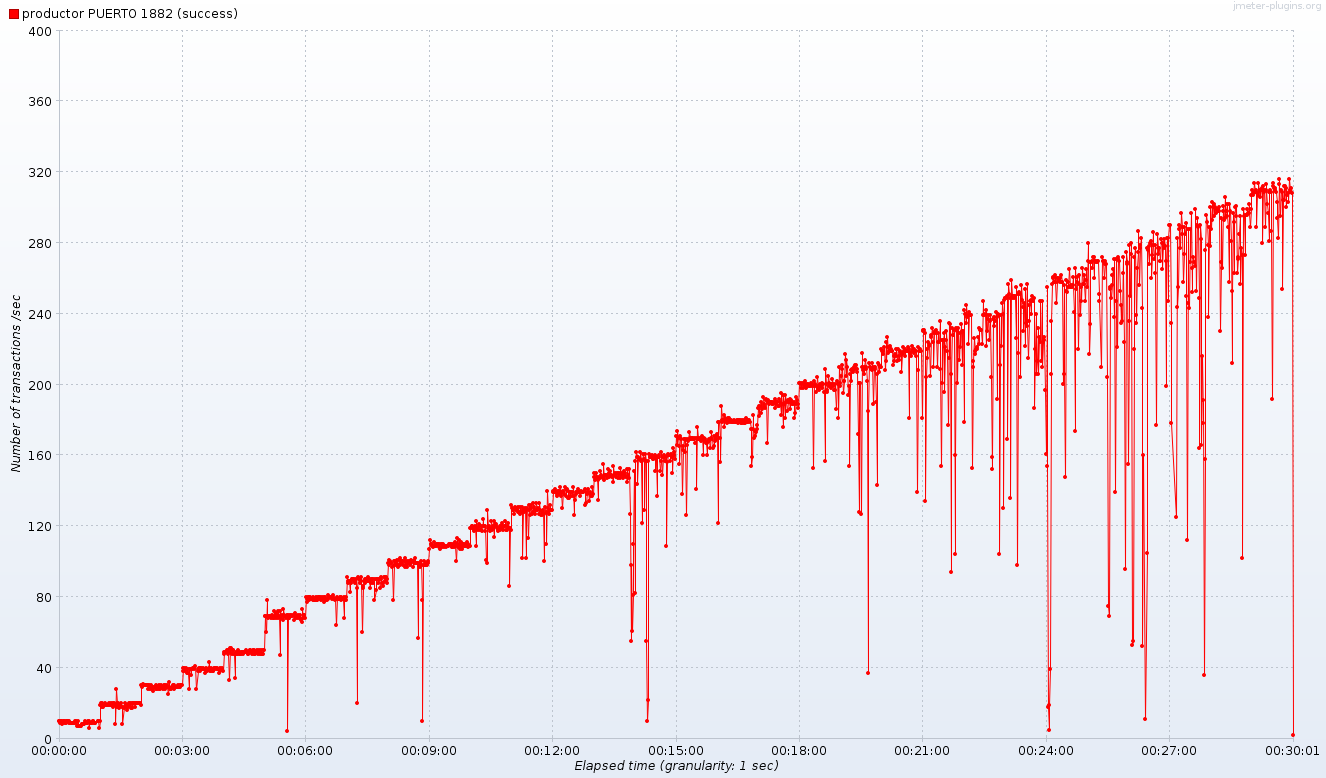 jmeter-plugins.org
productor PUERTO 1882 (success)
400
360
320
280
240
200
160
120
80
40
0
Number of transactions /sec
00:00:00 00:03:00 00:06:00 00:09:00 00:12:00 00:15:00 00:18:00 00:21:00 00:24:00 00:27:00 00:30:01
Elapsed time (granularity: 1 sec)